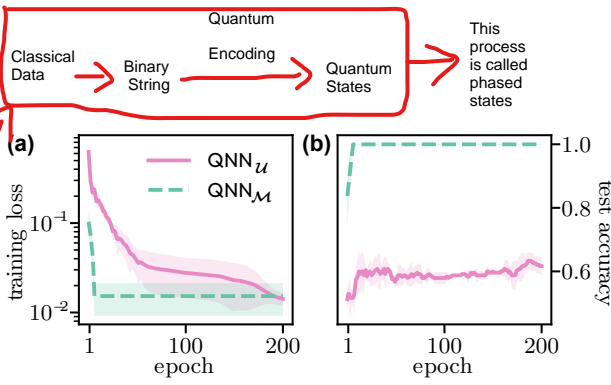 Quantum
Encoding
Classical
Data
Binary
String
Quantum
States
This
process
is called
phased
states
(a)
QNN𝒰
QNNℳ
training loss
10⁻¹
10⁻²
1
100
200
epoch
(b)
1.0
0.8
0.6
test accuracy
1
100
200
epoch